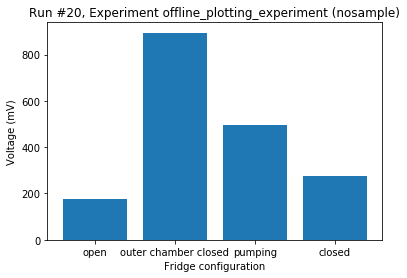 Run #20, Experiment offline_plotting_experiment (nosample)
800
600
400
200
0
Voltage (mV)
open outer chamber closed pumping closed
Fridge configuration